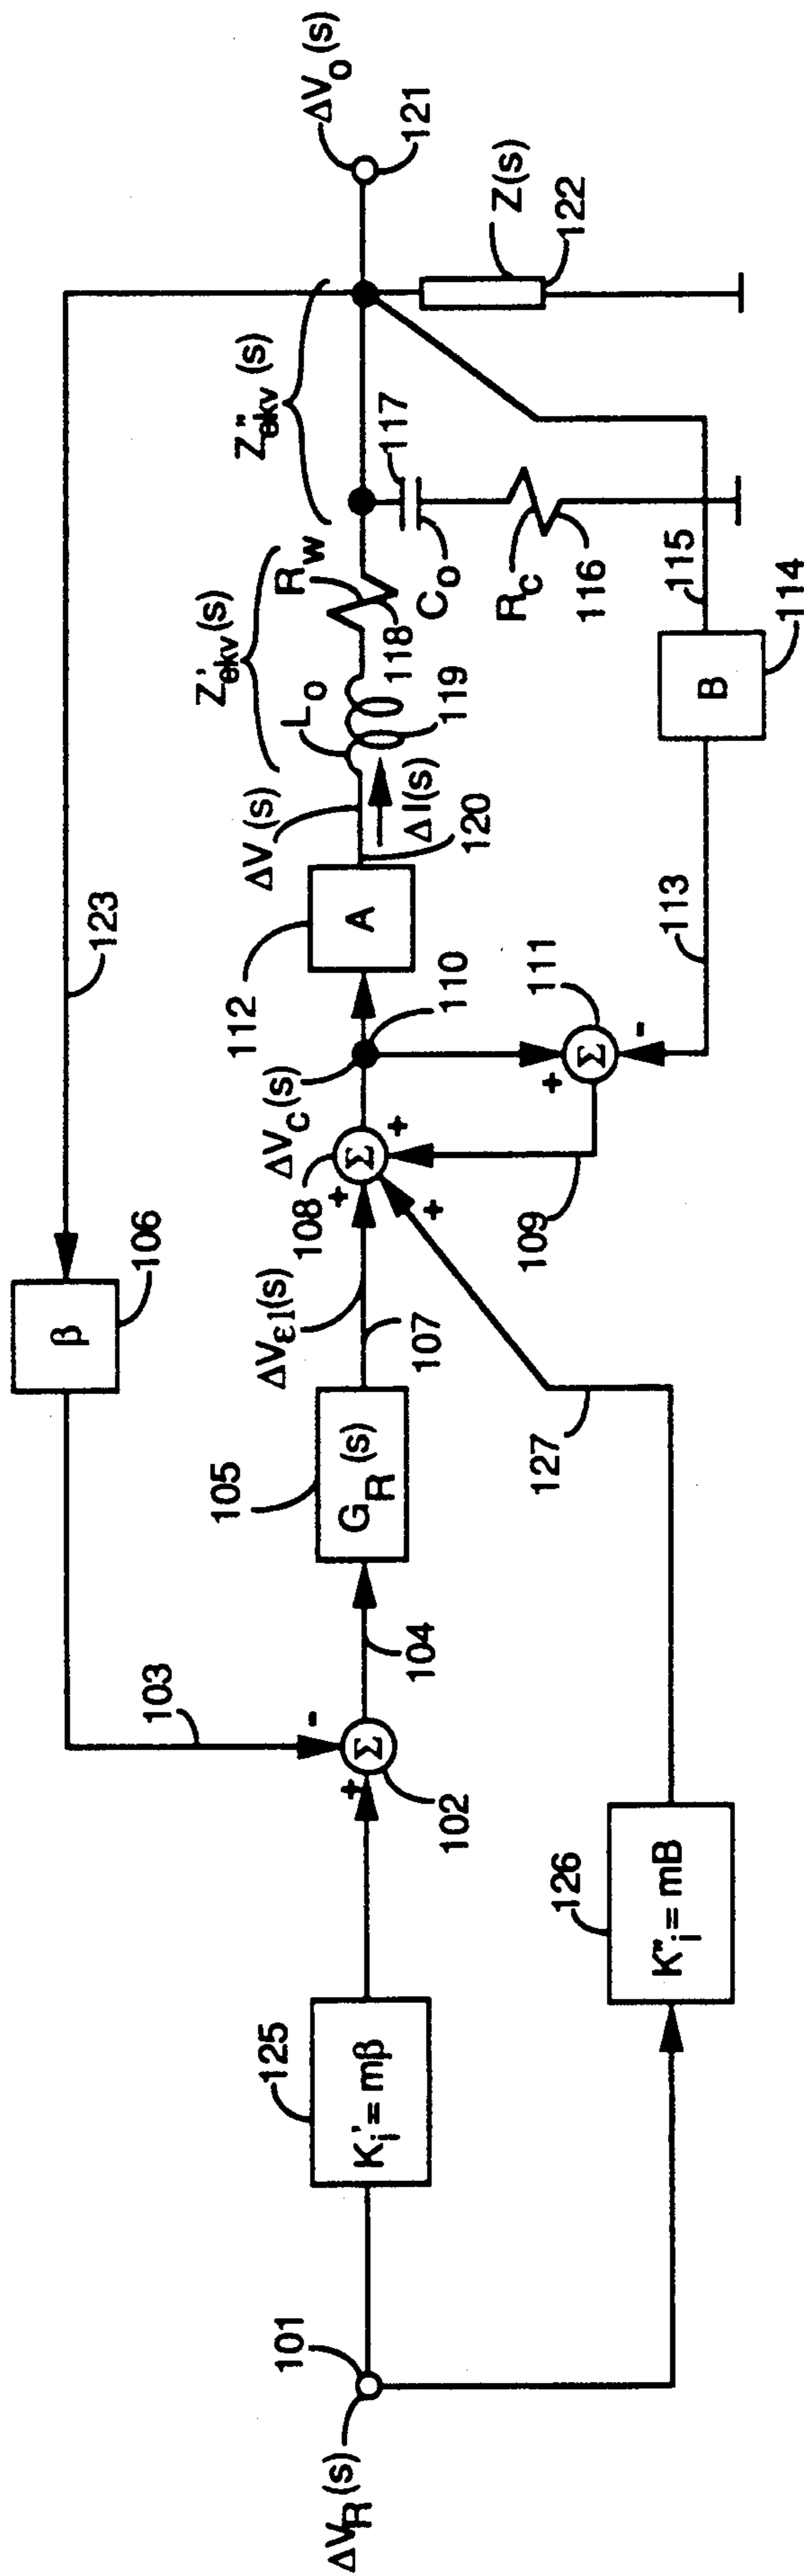 ΔV_R(s)
101
125
K_i' = mβ
126
K"_i = mB
102
Σ
+
-
103
104
105
G_R(s)
107
ΔV_ε1(s)
127
106
β
108
Σ
+
+
+
109
ΔV_C(s)
110
111
Σ
+
-
112
A
113
123
120
ΔV(s)
ΔI(s)
L_o
119
Z'_ekv(s)
118
R_W
114
B
115
C_o
117
R_C
116
Z"_ekv(s)
Z(s)
122
ΔV_o(s)
121